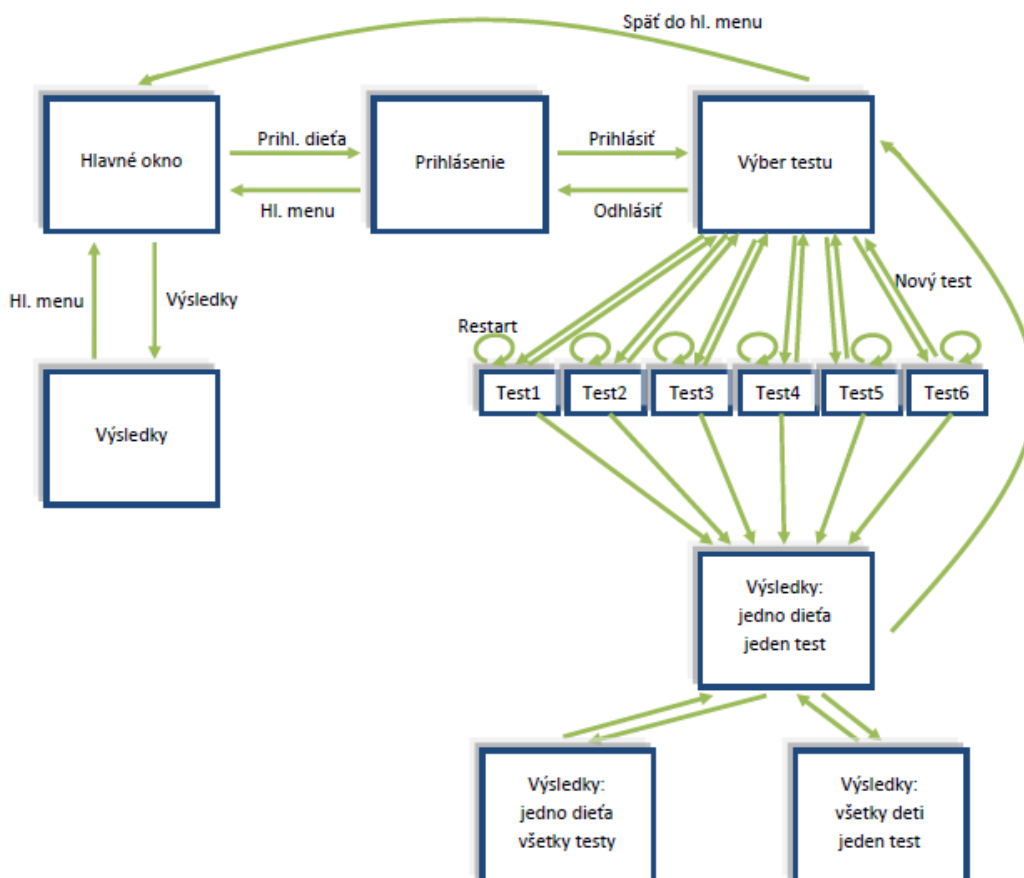 Späť do hl. menu
Hlavné okno
Prihl. dieťa
Prihlásenie
Prihlásiť
Výber testu
Hl. menu
Odhlásiť
Hl. menu
Výsledky
Nový test
Restart
Výsledky
Test1
Test2
Test3
Test4
Test5
Test6
Výsledky:
jedno dieťa
jeden test
Výsledky:
jedno dieťa
všetky testy
Výsledky:
všetky deti
jeden test